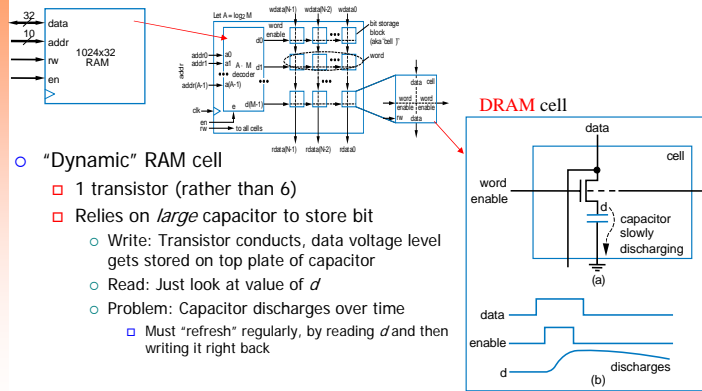 32
data
10
addr
rw
en
1024x32
RAM
Let A = log2 M
wdata(N-1) wdata(N-2) wdata0
word
enable
bit storage
block
(aka “cell”)
word
d0
addr
addr0 a0
addr1 a1
A · M
decoder
d1
addr(A-1) a(A-1)
d(M-1)
clk
e
en
rw to all cells
rdata(N-1) rdata(N-2) rdata0
data cell
word word
enable enable
rw data
DRAM cell
data
cell
word
enable
d
capacitor
slowly
discharging
(a)
data
enable
d
discharges
(b)
“Dynamic” RAM cell
1 transistor (rather than 6)
Relies on large capacitor to store bit
Write: Transistor conducts, data voltage level
gets stored on top plate of capacitor
Read: Just look at value of d
Problem: Capacitor discharges over time
Must “refresh” regularly, by reading d and then
writing it right back